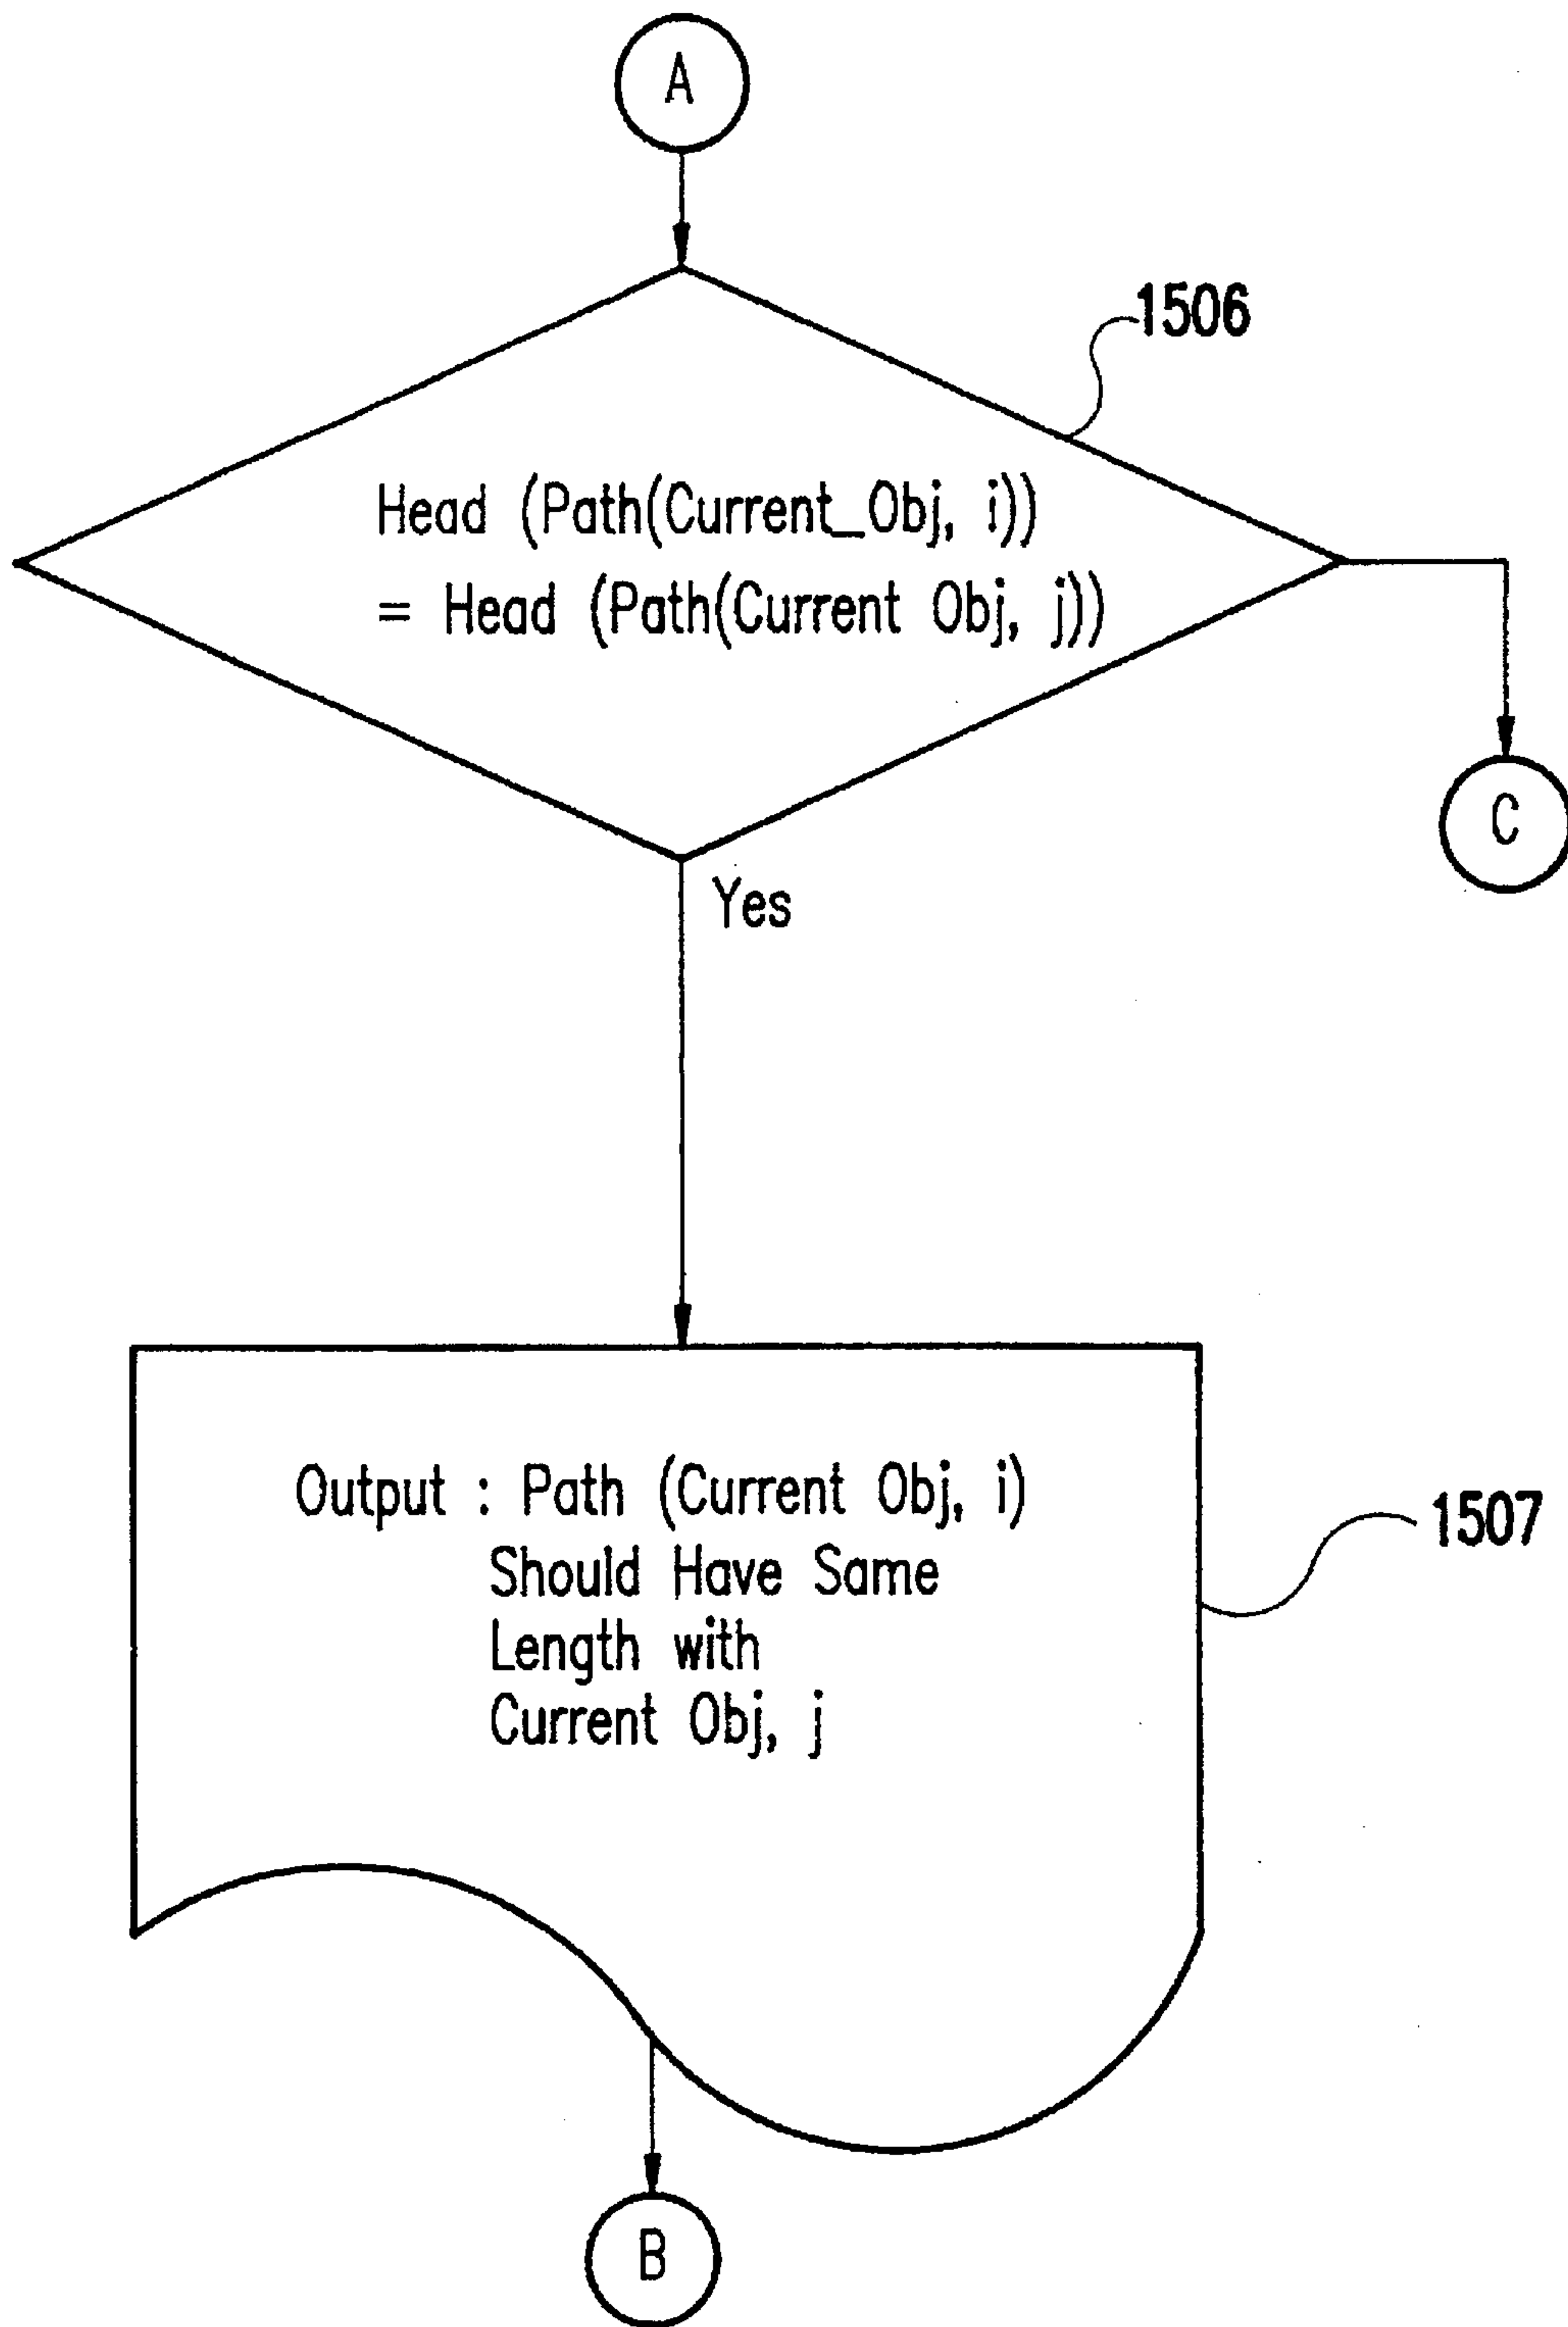 A
1506
Head (Path(Current_Obj, i))
= Head (Path(Current Obj, j))
C
Yes
Output : Path (Current Obj, i)
Should Have Same
Length with
Current Obj, j
1507
B